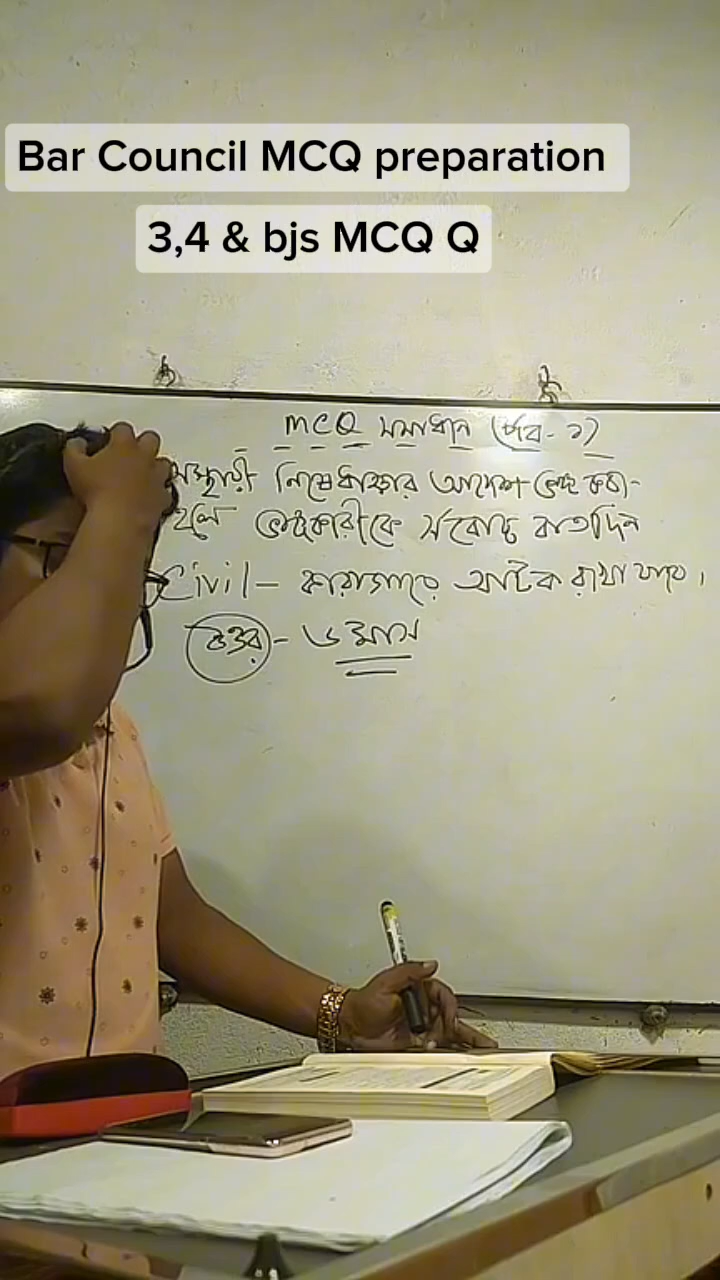 Bar Council MCQ preparation
3,4 & bjs MCQ Q
MCQ সমাধান (পর্ব-১)
অস্থায়ী নিষেধাজ্ঞার আদেশ ভঙ্গ করা-
হলে ভঙ্গকারীকে সর্বোচ্চ কতদিন
Civil- কারাগারে আটক রাখা যাবে।
উত্তর- ৬ মাস